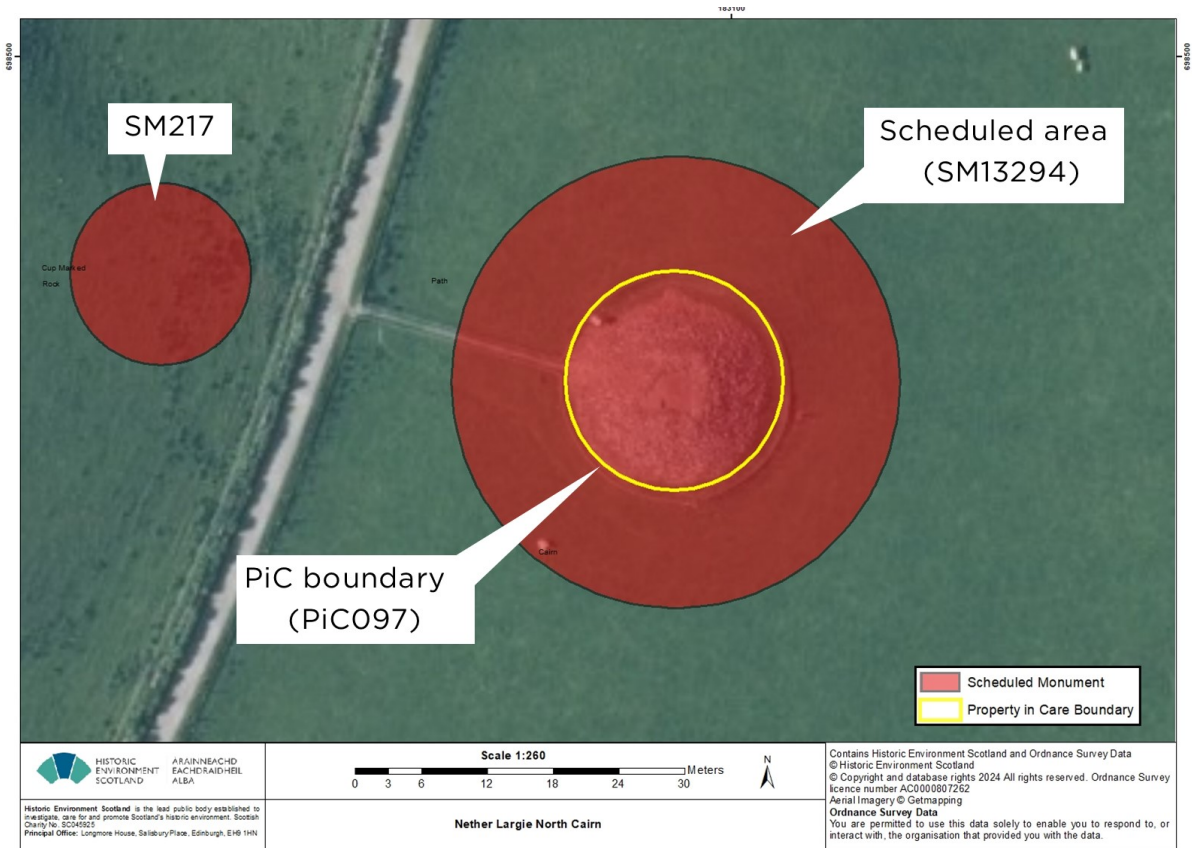 183100
698500
698500
SM217
Scheduled area
(SM13294)
Cup Marked
Rock
Path
Cairn
PiC boundary
(PiC097)
Scheduled Monument
Property in Care Boundary
HISTORIC
ENVIRONMENT
SCOTLAND
ARAINNEACHD
EACHDRAIDHEIL
ALBA
Historic Environment Scotland is the lead public body established to
investigate, care for and promote Scotland's historic environment. Scottish
Charity No. SC045925
Principal Office: Longmore House, Salisbury Place, Edinburgh, EH9 1HN
Scale 1:260
Meters
0 3 6 12 18 24 30
N
Nether Largie North Cairn
Contains Historic Environment Scotland and Ordnance Survey Data
© Historic Environment Scotland
© Copyright and database rights 2024 All rights reserved. Ordnance Survey
licence number AC0000807262
Aerial Imagery © Getmapping
Ordnance Survey Data
You are permitted to use this data solely to enable you to respond to, or
interact with, the organisation that provided you with the data.